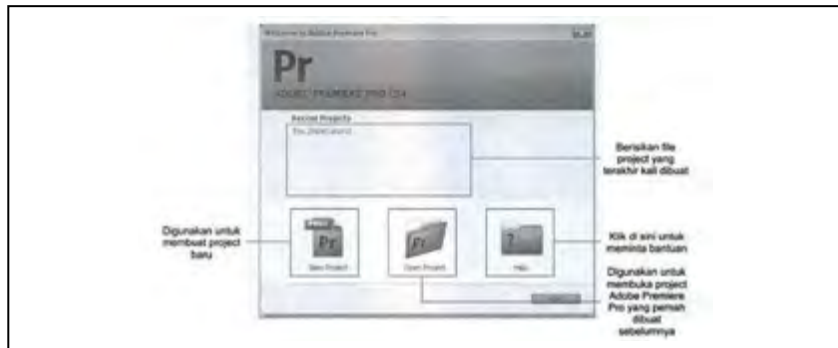 Welcome to Adobe Premiere Pro
Pr
ADOBE PREMIERE PRO CS4
Recent Projects
Berisikan file
project yang
terakhir kali dibuat
Digunakan untuk
membuat project
baru
Pr
New Project
Pr
Open Project
?
Help
Klik di sini untuk
meminta bantuan
Digunakan untuk
membuka project
Adobe Premiere
Pro yang pernah
dibuat
sebelumnya